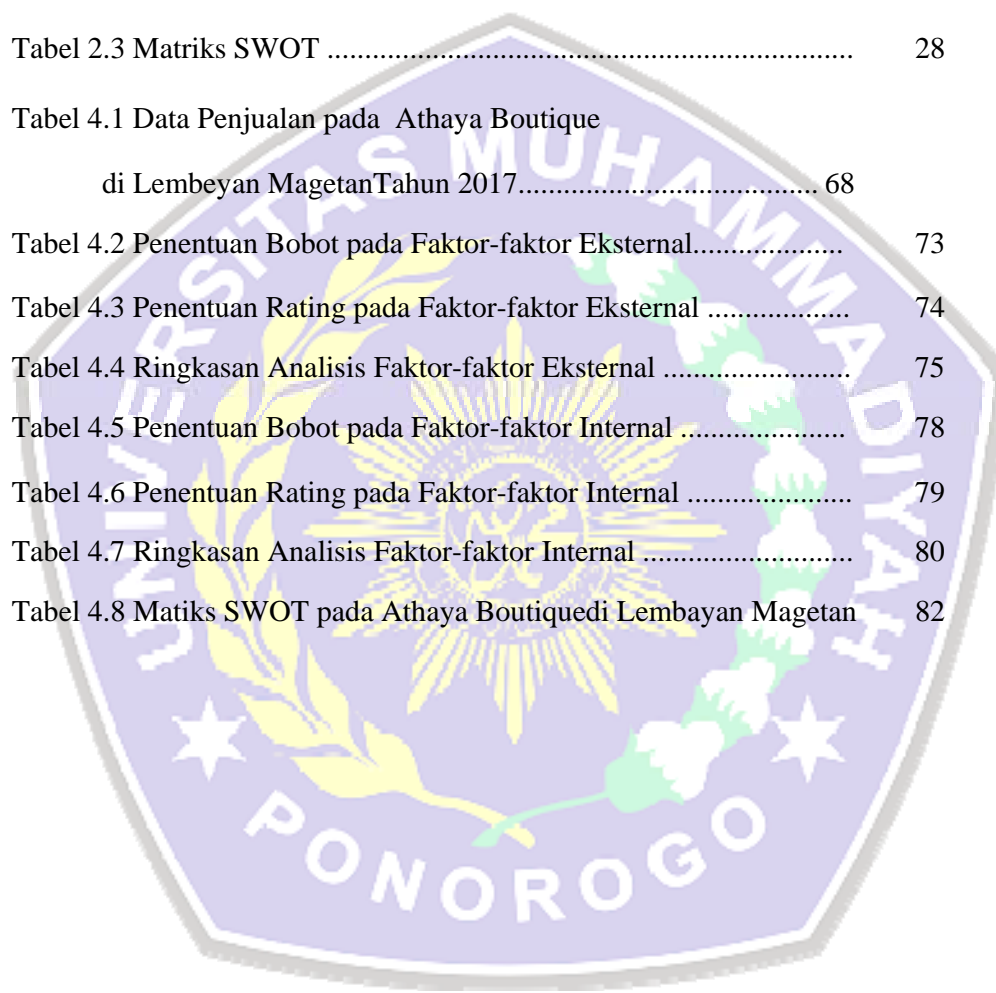 Tabel 2.3 Matriks SWOT .................................................................... 28
Tabel 4.1 Data Penjualan pada Athaya Boutique
di Lembeyan MagetanTahun 2017....................................... 68
Tabel 4.2 Penentuan Bobot pada Faktor-faktor Eksternal................... 73
Tabel 4.3 Penentuan Rating pada Faktor-faktor Eksternal .................. 74
Tabel 4.4 Ringkasan Analisis Faktor-faktor Eksternal ........................ 75
Tabel 4.5 Penentuan Bobot pada Faktor-faktor Internal ..................... 78
Tabel 4.6 Penentuan Rating pada Faktor-faktor Internal ..................... 79
Tabel 4.7 Ringkasan Analisis Faktor-faktor Internal ........................... 80
Tabel 4.8 Matiks SWOT pada Athaya Boutiquedi Lembayan Magetan 82
UNIVERSITAS MUHAMMADIYAH
PONOROGO